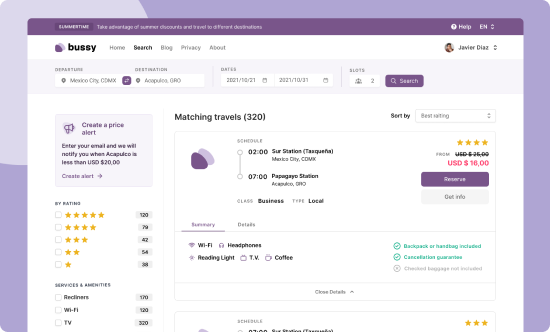 SUMMERTIME Take advantage of summer discounts and travel to different destinations Help EN
bussy Home Search Blog Privacy About Javier Díaz
DEPARTURE DESTINATION DATES SLOTS
Mexico City, CDMX Acapulco, GRO 2021/10/21 2021/10/31 2 Search
Create a price alert
Enter your email and we will
notify you when Acapulco is
less than USD $20,00
Create alert
BY RATING
120
79
42
54
38
SERVICES & AMENITIES
Recliners 170
Wi-Fi 120
TV 320
Matching travels (320) Sort by Best raiting
SCHEDULE
02:00 Sur Station (Taxqueña)
Mexico City, CDMX
07:00 Papagayo Station
Acapulco, GRO
CLASS Business TYPE Local
FROM USD $ 25,00
USD $ 18,00
Reserve
Get info
Summary Details
Wi-Fi Headphones
Reading Light T.V. Coffee
Backpack or handbag included
Cancellation guarantee
Checked baggage not included
Close Details
SCHEDULE
02:00 Sur Station (Taxqueña)